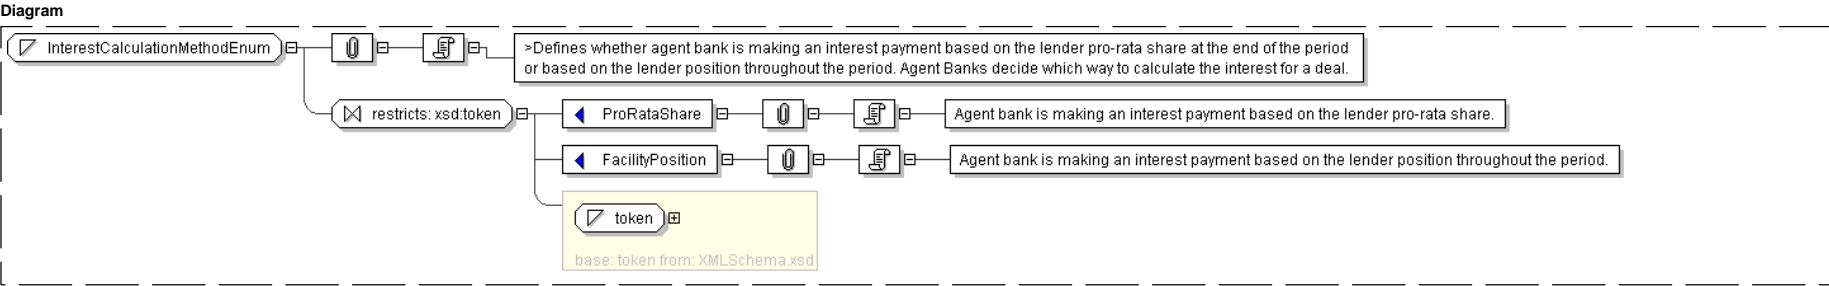 Diagram
InterestCalculationMethodEnum
>Defines whether agent bank is making an interest payment based on the lender pro-rata share at the end of the period
or based on the lender position throughout the period. Agent Banks decide which way to calculate the interest for a deal.
restricts: xsd:token
ProRataShare
Agent bank is making an interest payment based on the lender pro-rata share.
FacilityPosition
Agent bank is making an interest payment based on the lender position throughout the period.
token
base: token from: XMLSchema.xsd